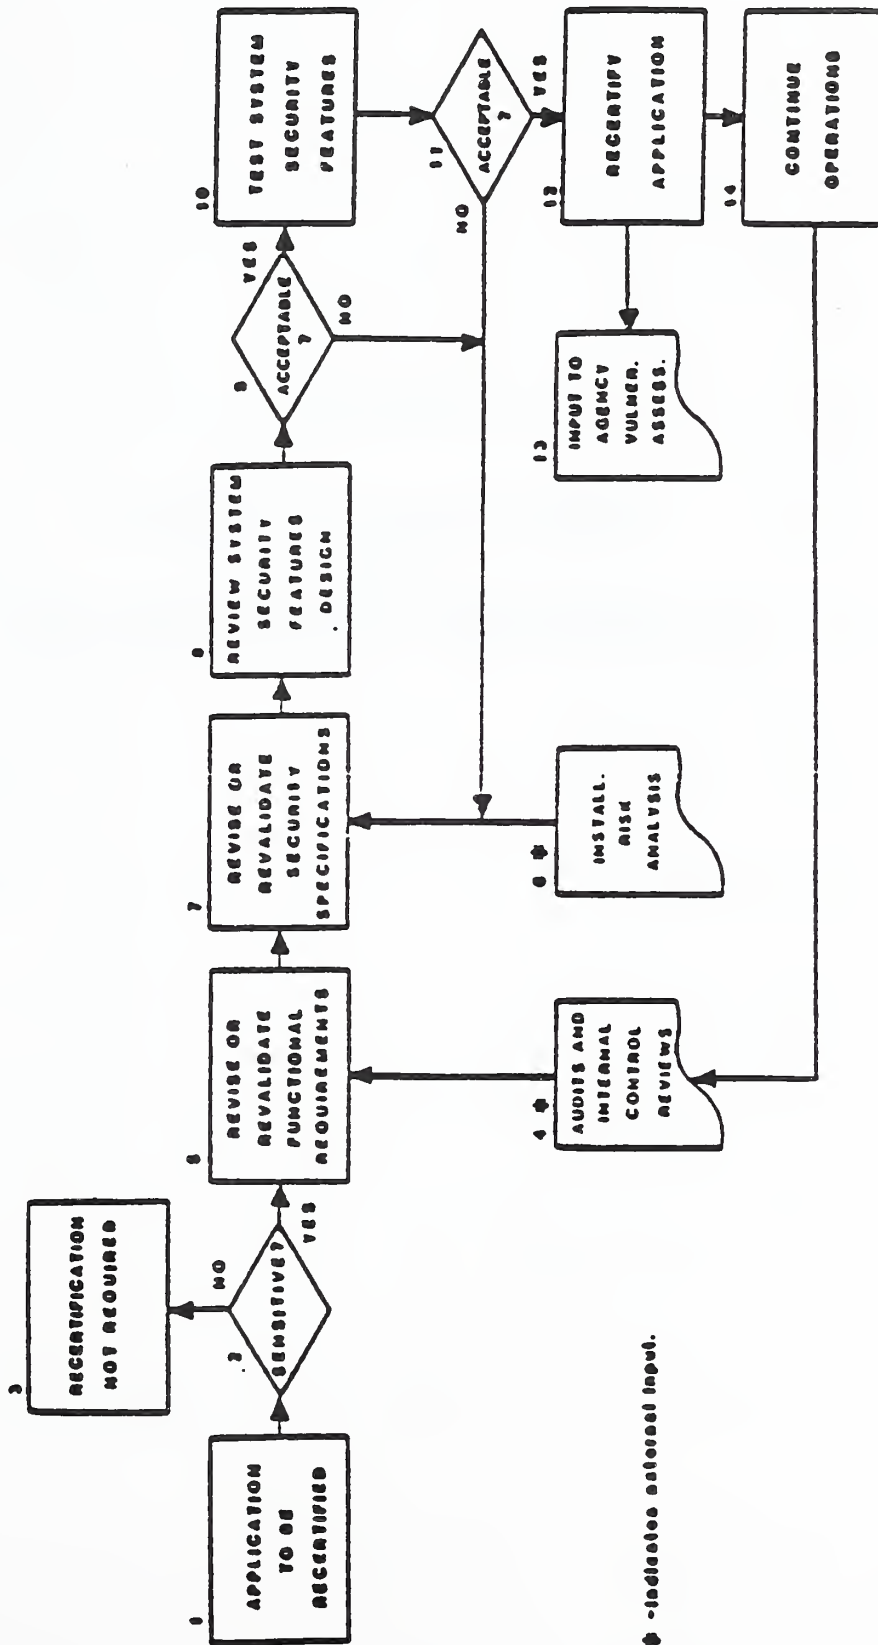 1
APPLICATION
TO BE
RECERTIFIED
2
SENSITIVE?
NO
YES
3
RECERTIFICATION
NOT REQUIRED
4 *
AUDITS AND
INTERNAL
CONTROL
REVIEWS
5
REVISE OR
REVALIDATE
FUNCTIONAL
REQUIREMENTS
6 *
INSTALL.
RISK
ANALYSIS
7
REVISE OR
REVALIDATE
SECURITY
SPECIFICATIONS
8
REVIEW SYSTEM
SECURITY
FEATURES
DESIGN
9
ACCEPTABLE
?
YES
NO
10
TEST SYSTEM
SECURITY
FEATURES
11
ACCEPTABLE
?
NO
YES
12
RECERTIFY
APPLICATION
13
INPUT TO
AGENCY
VULNER.
ASSESS.
14
CONTINUE
OPERATIONS
* -indicates external input.